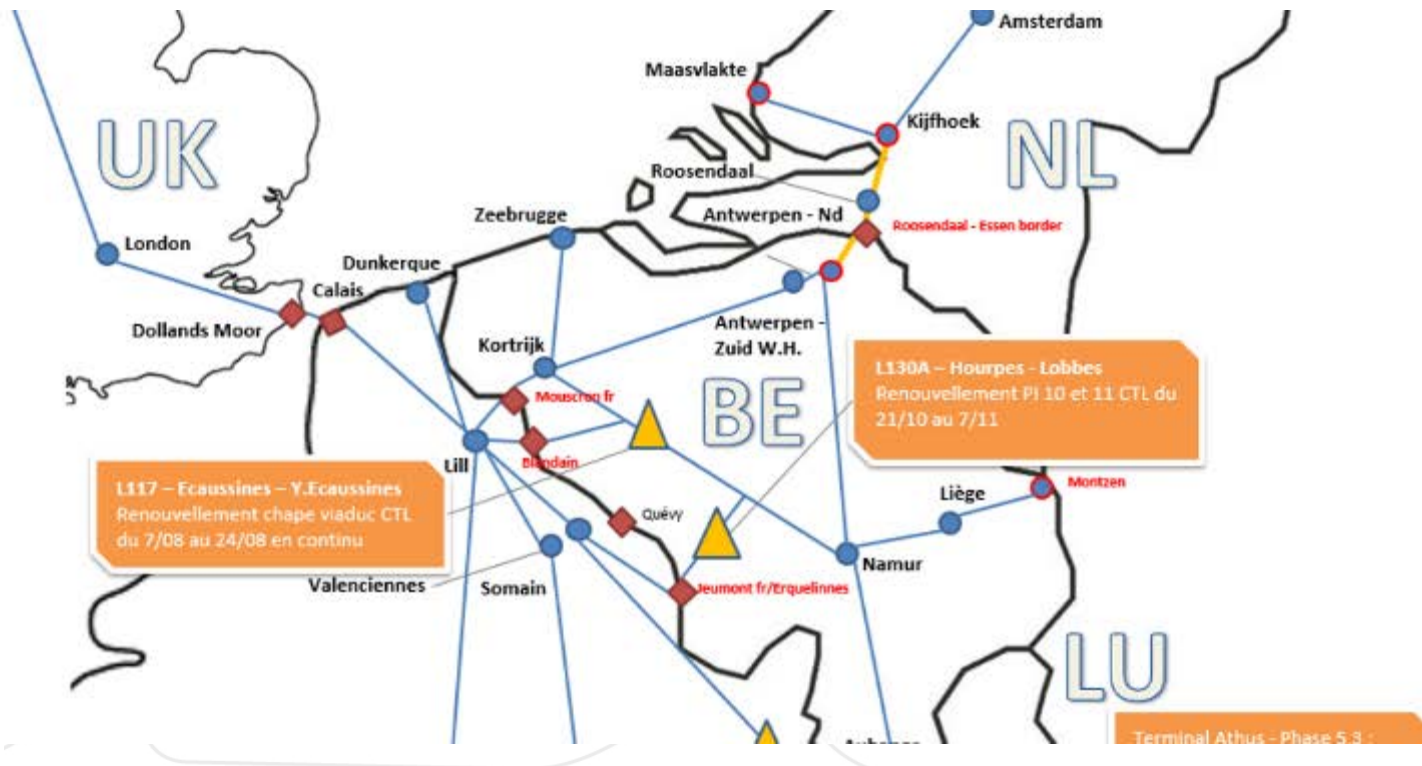 Amsterdam
Maasvlakte
UK
Kijfhoek
NL
Roosendaal
Antwerpen - Nd
Zeebrugge
Roosendaal - Essen border
London
Dunkerque
Calais
Dollands Moor
Antwerpen -
Zuid W.H.
Kortrijk
L130A – Hourpes - Lobbes
Renouvellement PI 10 et 11 CTL du
21/10 au 7/11
Mouscron fr
BE
Blandain
Lill
L117 – Ecaussines – Y.Ecaussines
Renouvellement chape viaduc CTL
du 7/08 au 24/08 en continu
Montzen
Liège
Quévy
Namur
Valenciennes
Somain
Jeumont fr/Erquelinnes
LU
Terminal Athus - Phase 5.3 :